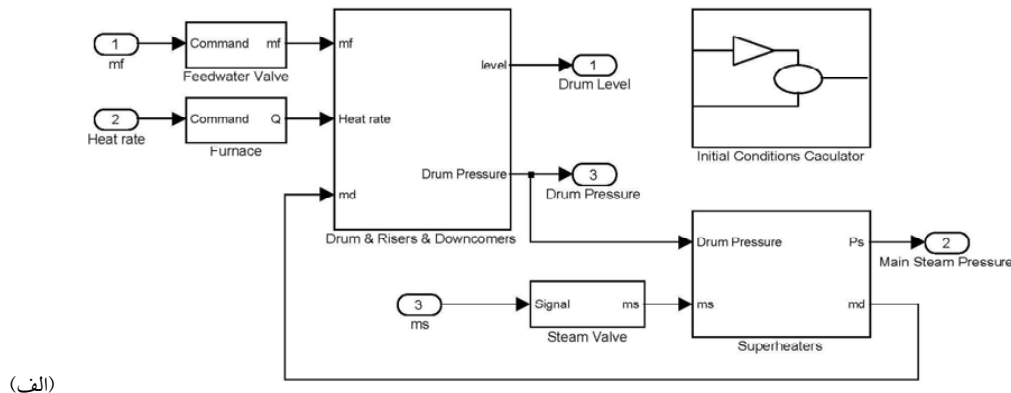 1
mf
Command mf
Feedwater Valve
2
Heat rate
Command Q
Furnace
mf
Heat rate
md
level
Drum Pressure
Drum & Risers & Downcomers
1
Drum Level
3
Drum Pressure
Initial Conditions Caculator
3
ms
Signal ms
Steam Valve
Drum Pressure Ps
ms md
Superheaters
2
Main Steam Pressure
(الف)